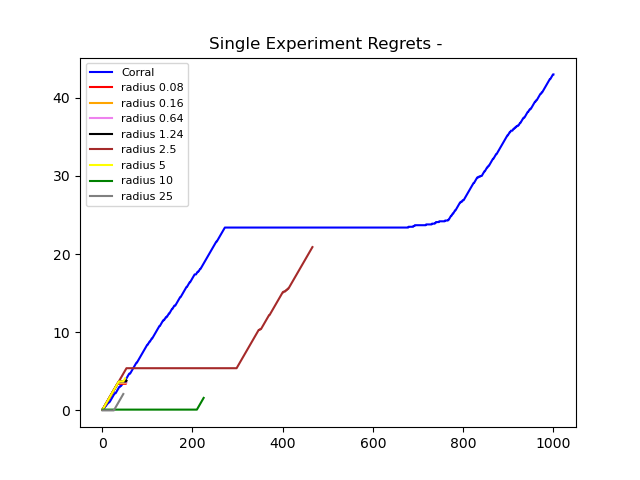 Single Experiment Regrets -
Corral
radius 0.08
radius 0.16
radius 0.64
radius 1.24
radius 2.5
radius 5
radius 10
radius 25
40
30
20
10
0
0 200 400 600 800 1000